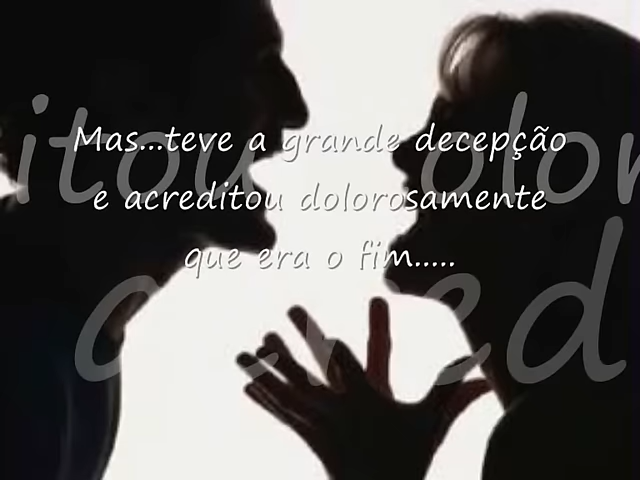 Mas...teve a grande decepção
e acreditou dolorosamente
que era o fim.....